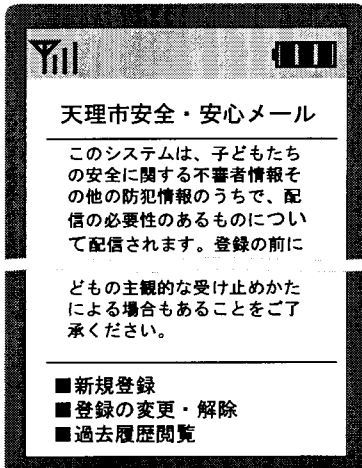 天理市安全・安心メール
このシステムは、子どもたち
の安全に関する不審者情報そ
の他の防犯情報のうちで、配
信の必要性のあるものについ
て配信されます。登録の前に
どもの主観的な受け止めかた
による場合もあることをご了
承ください。
■新規登録
■登録の変更・解除
■過去履歴閲覧